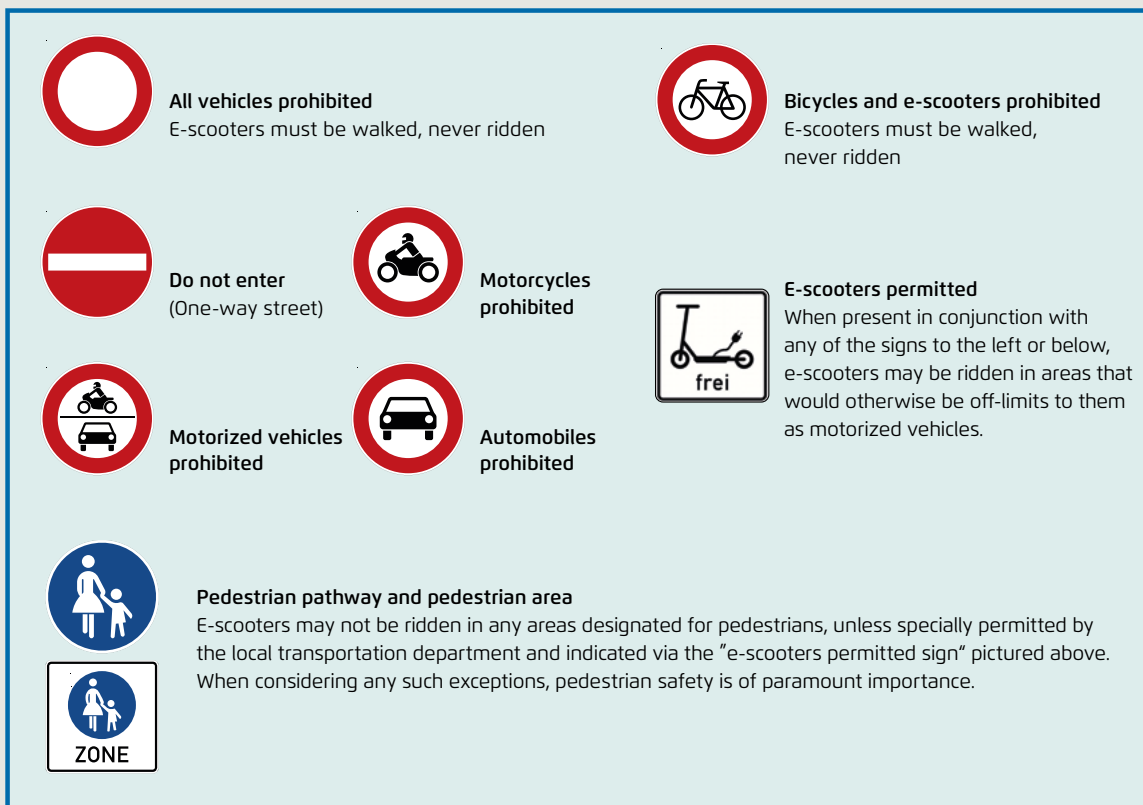 All vehicles prohibited
E-scooters must be walked, never ridden
Bicycles and e-scooters prohibited
E-scooters must be walked,
never ridden
Do not enter
(One-way street)
Motorcycles
prohibited
E-scooters permitted
When present in conjunction with
any of the signs to the left or below,
e-scooters may be ridden in areas that
would otherwise be off-limits to them
as motorized vehicles.
frei
Motorized vehicles
prohibited
Automobiles
prohibited
Pedestrian pathway and pedestrian area
E-scooters may not be ridden in any areas designated for pedestrians, unless specially permitted by
the local transportation department and indicated via the "e-scooters permitted sign“ pictured above.
When considering any such exceptions, pedestrian safety is of paramount importance.
ZONE